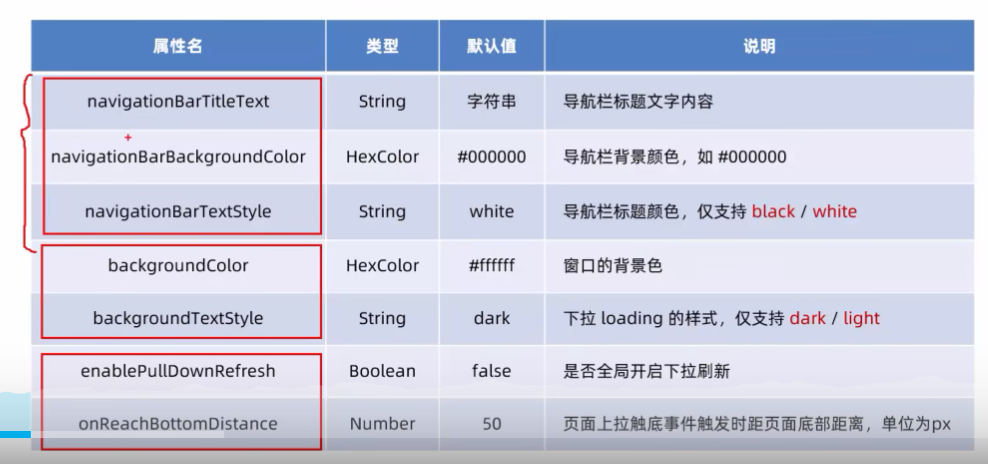 属性名 类型 默认值 说明
navigationBarTitleText String 字符串 导航栏标题文字内容
navigationBarBackgroundColor HexColor #000000 导航栏背景颜色，如 #000000
navigationBarTextStyle String white 导航栏标题颜色，仅支持 black / white
backgroundColor HexColor #ffffff 窗口的背景色
backgroundTextStyle String dark 下拉 loading 的样式，仅支持 dark / light
enablePullDownRefresh Boolean false 是否全局开启下拉刷新
onReachBottomDistance Number 50 页面上拉触底事件触发时距页面底部距离，单位为px